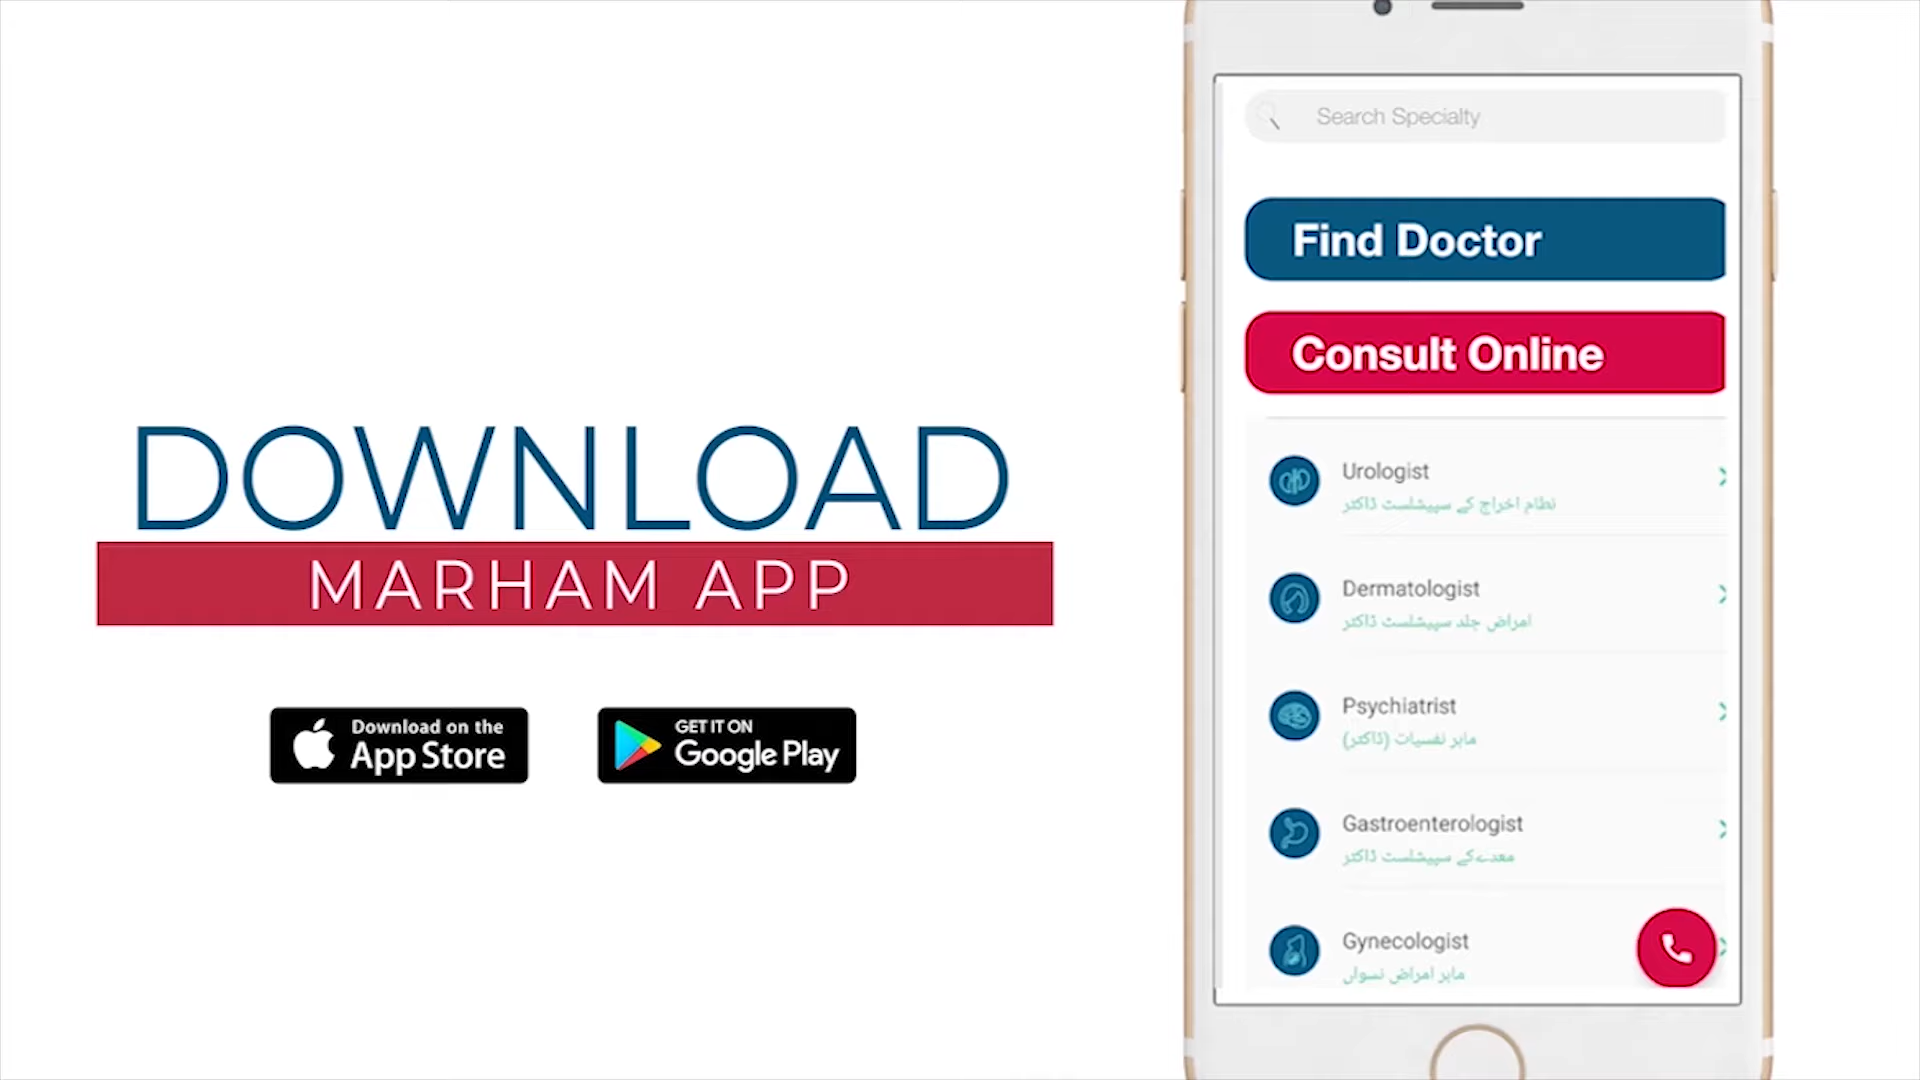 DOWNLOAD
MARHAM APP
Download on the
App Store
GET IT ON
Google Play
Search Specialty
Find Doctor
Consult Online
Urologist
نظام اخراج کے سپیشلسٹ ڈاکٹر
Dermatologist
امراض جلد سپیشلسٹ ڈاکٹر
Psychiatrist
ماہر نفسیات (ڈاکٹر)
Gastroenterologist
معدے کے سپیشلسٹ ڈاکٹر
Gynecologist
ماہر امراض نسواں